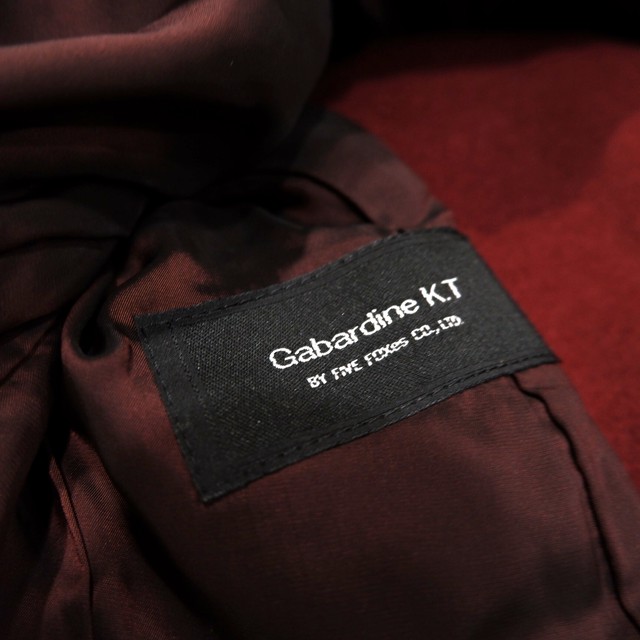 Gabardine K.T
BY FIVE FOXes CO.,LTD.